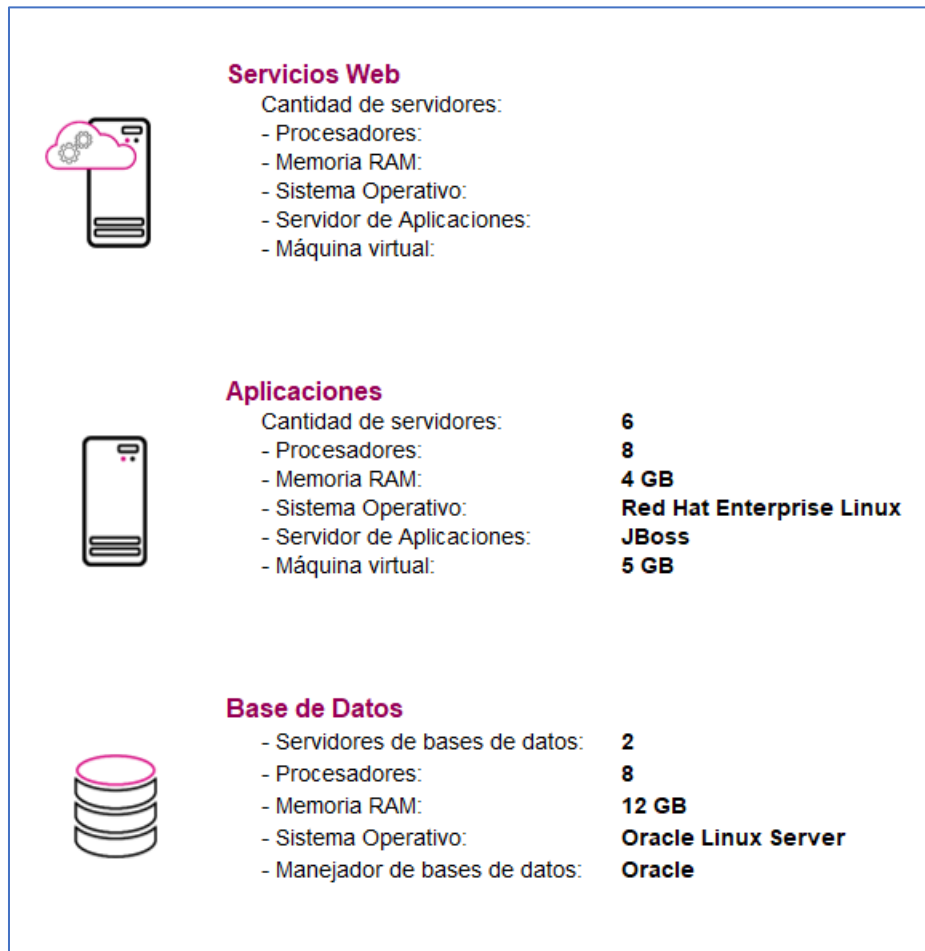 Servicios Web
Cantidad de servidores:
- Procesadores:
- Memoria RAM:
- Sistema Operativo:
- Servidor de Aplicaciones:
- Máquina virtual:
Aplicaciones
Cantidad de servidores: 6
- Procesadores: 8
- Memoria RAM: 4 GB
- Sistema Operativo: Red Hat Enterprise Linux
- Servidor de Aplicaciones: JBoss
- Máquina virtual: 5 GB
Base de Datos
- Servidores de bases de datos: 2
- Procesadores: 8
- Memoria RAM: 12 GB
- Sistema Operativo: Oracle Linux Server
- Manejador de bases de datos: Oracle